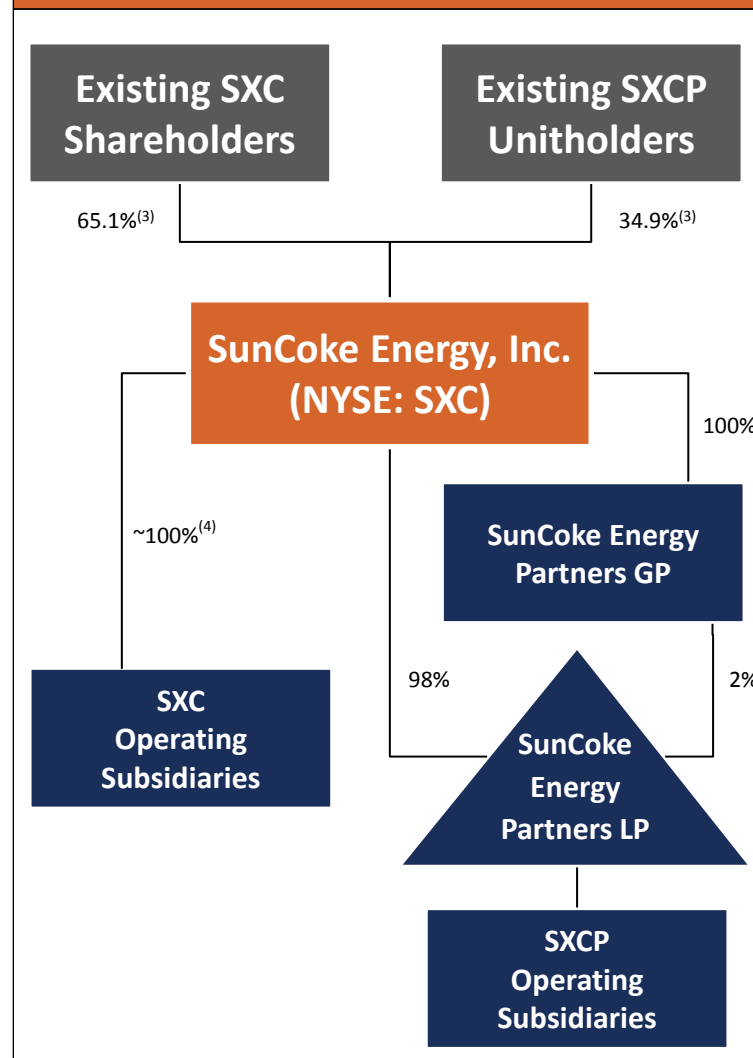 Existing SXC
Shareholders
Existing SXCP
Unitholders
65.1%(3)
34.9%(3)
SunCoke Energy, Inc.
(NYSE: SXC)
100%
~100%(4)
SunCoke Energy
Partners GP
98%
2%
SXC
Operating
Subsidiaries
SunCoke
Energy
Partners LP
SXCP
Operating
Subsidiaries